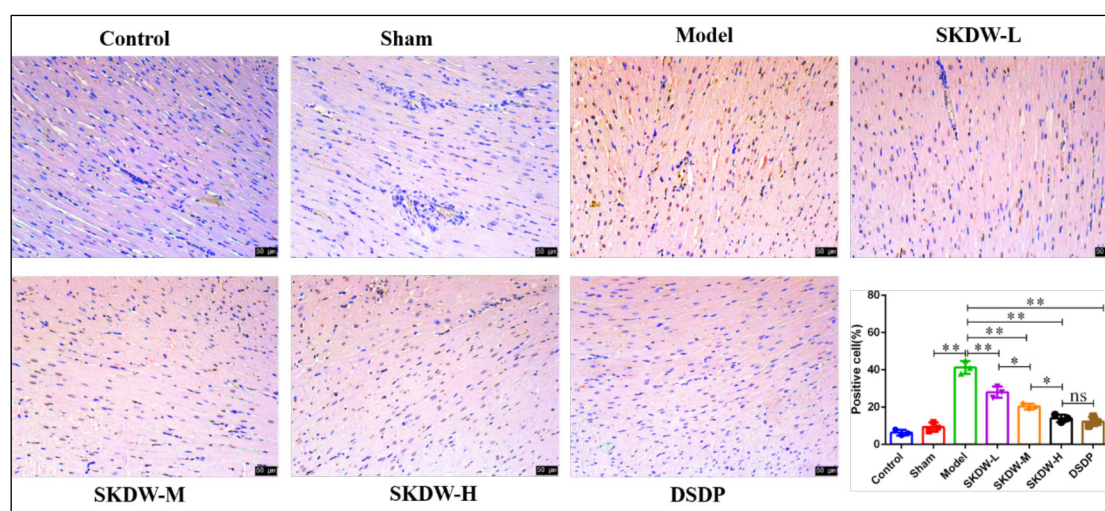 Control Sham Model SKDW-L
50 μm 50 μm 50 μm 50 μm
50 μm 50 μm 50 μm
SKDW-M SKDW-H DSDP
Positive cell(%)
80
60
40
20
0
**
**
**
** **
*
*
ns
Control Sham Model SKDW-L SKDW-M SKDW-H DSDP